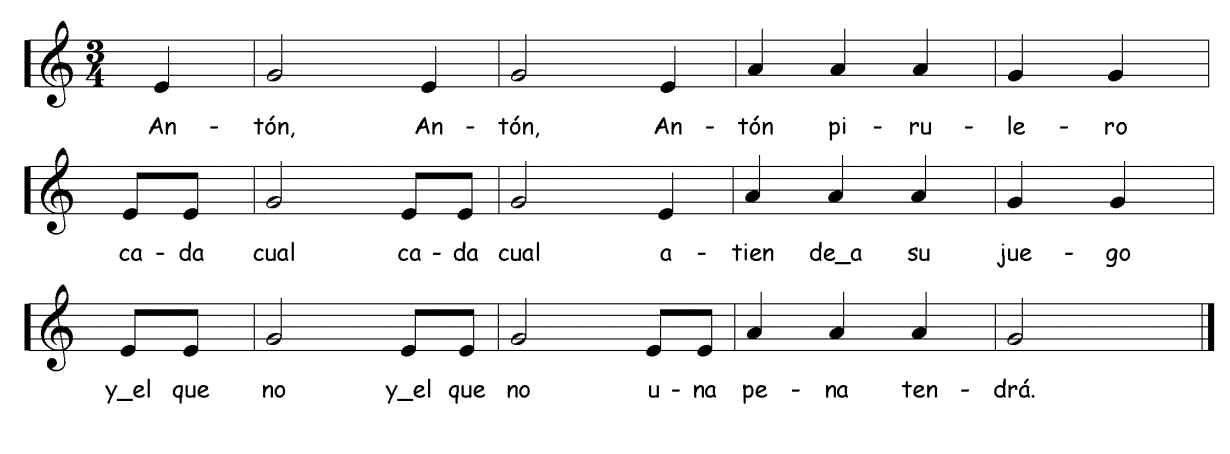 3
4
An - tón, An - tón, An - tón pi - ru - le - ro
ca - da cual ca - da cual a - tien de_a su jue - go
y_el que no y_el que no u - na pe - na ten - drá.